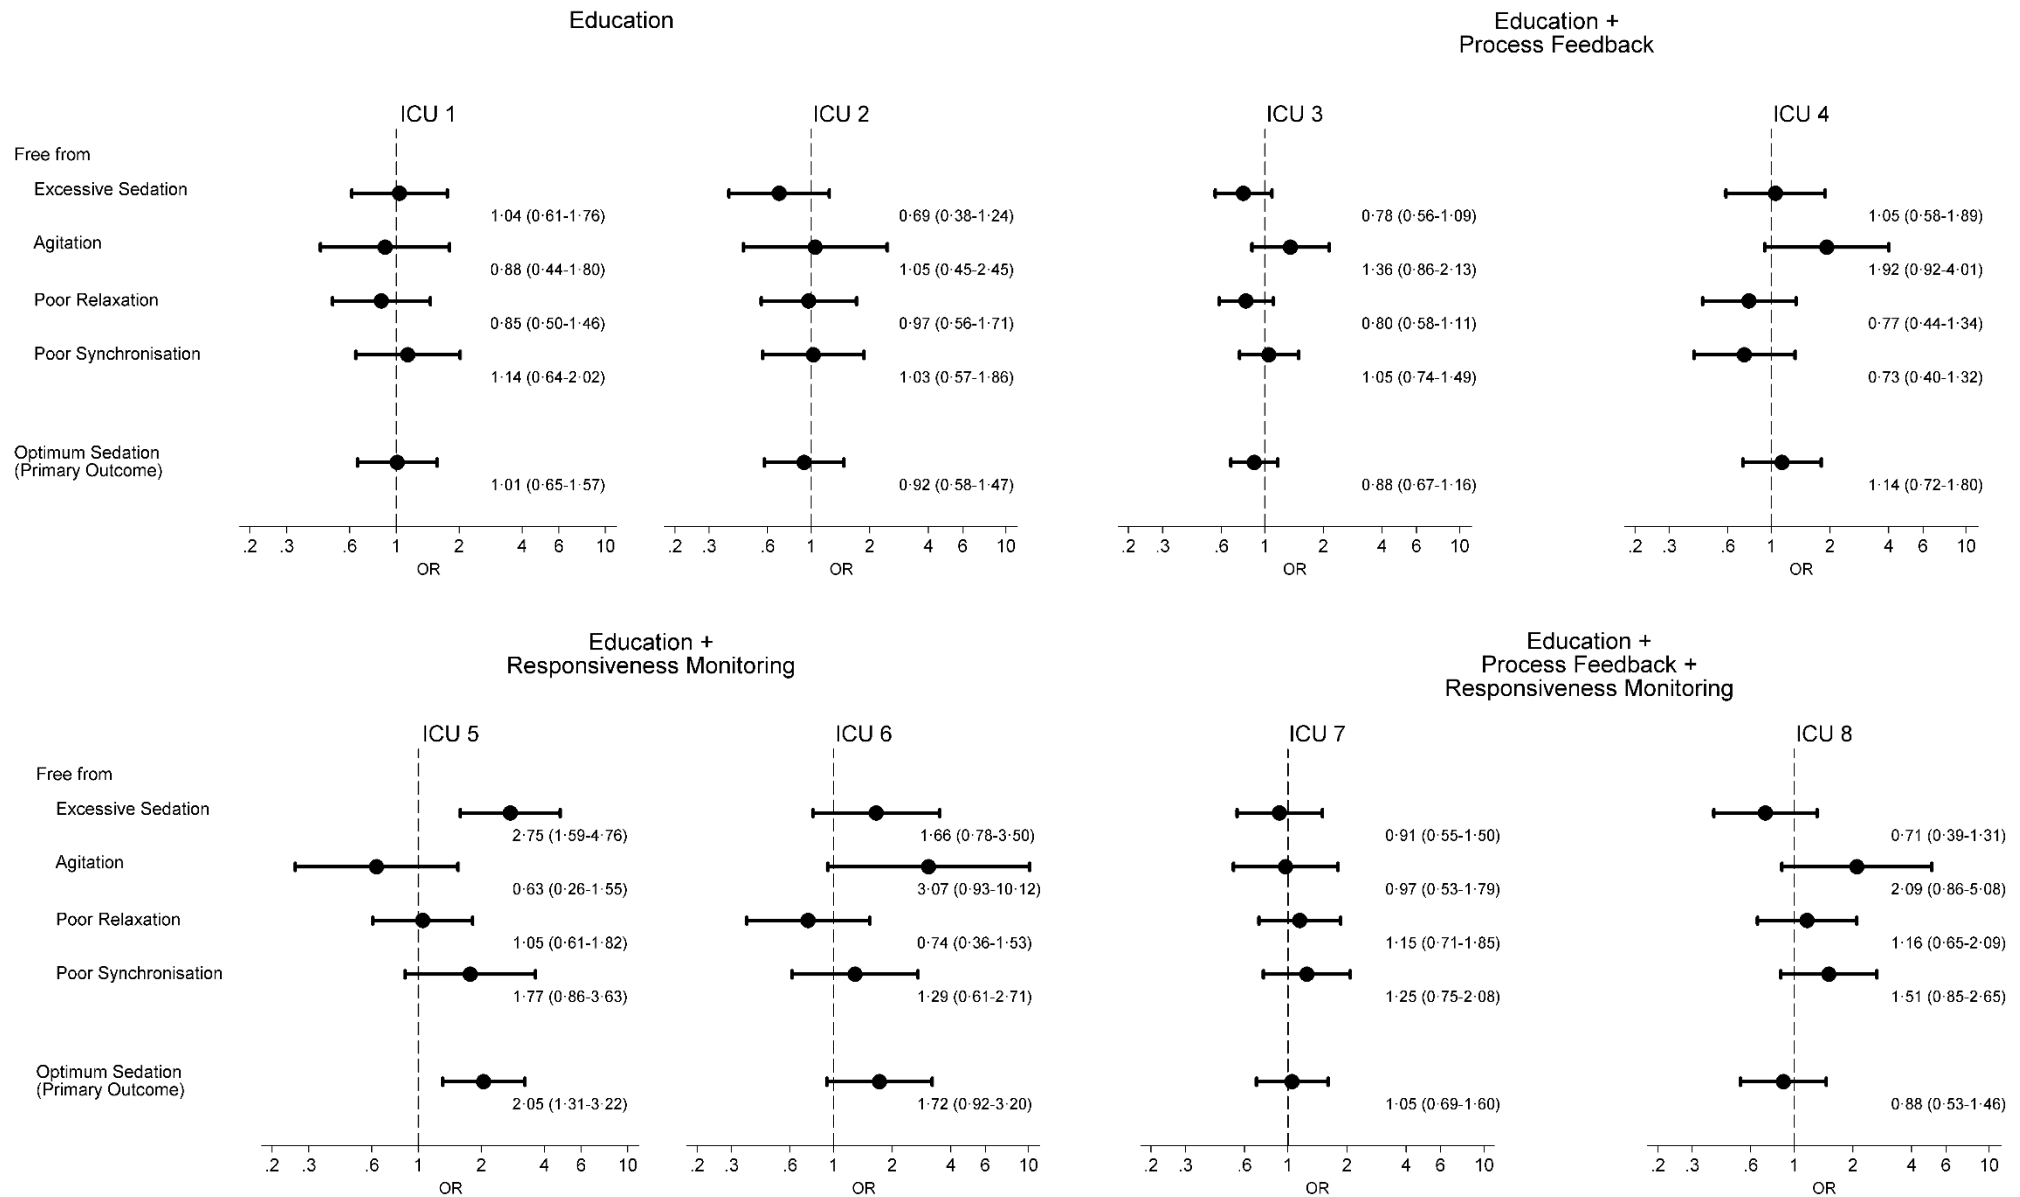 Education
Education +
Process Feedback
ICU 1
ICU 2
ICU 3
ICU 4
Free from
Excessive Sedation
1·04 (0·61-1·76)
0·69 (0·38-1·24)
0·78 (0·56-1·09)
1·05 (0·58-1·89)
Agitation
0·88 (0·44-1·80)
1·05 (0·45-2·45)
1·36 (0·86-2·13)
1·92 (0·92-4·01)
Poor Relaxation
0·85 (0·50-1·46)
0·97 (0·56-1·71)
0·80 (0·58-1·11)
0·77 (0·44-1·34)
Poor Synchronisation
1·14 (0·64-2·02)
1·03 (0·57-1·86)
1·05 (0·74-1·49)
0·73 (0·40-1·32)
Optimum Sedation
(Primary Outcome)
1·01 (0·65-1·57)
0·92 (0·58-1·47)
0·88 (0·67-1·16)
1·14 (0·72-1·80)
.2 .3 .6 1 2 4 6 10
.2 .3 .6 1 2 4 6 10
.2 .3 .6 1 2 4 6 10
.2 .3 .6 1 2 4 6 10
OR
OR
OR
OR
Education +
Responsiveness Monitoring
Education +
Process Feedback +
Responsiveness Monitoring
ICU 5
ICU 6
ICU 7
ICU 8
Free from
Excessive Sedation
2·75 (1·59-4·76)
1·66 (0·78-3·50)
0·91 (0·55-1·50)
0·71 (0·39-1·31)
Agitation
0·63 (0·26-1·55)
3·07 (0·93-10·12)
0·97 (0·53-1·79)
2·09 (0·86-5·08)
Poor Relaxation
1·05 (0·61-1·82)
0·74 (0·36-1·53)
1·15 (0·71-1·85)
1·16 (0·65-2·09)
Poor Synchronisation
1·77 (0·86-3·63)
1·29 (0·61-2·71)
1·25 (0·75-2·08)
1·51 (0·85-2·65)
Optimum Sedation
(Primary Outcome)
2·05 (1·31-3·22)
1·72 (0·92-3·20)
1·05 (0·69-1·60)
0·88 (0·53-1·46)
.2 .3 .6 1 2 4 6 10
.2 .3 .6 1 2 4 6 10
.2 .3 .6 1 2 4 6 10
.2 .3 .6 1 2 4 6 10
OR
OR
OR
OR